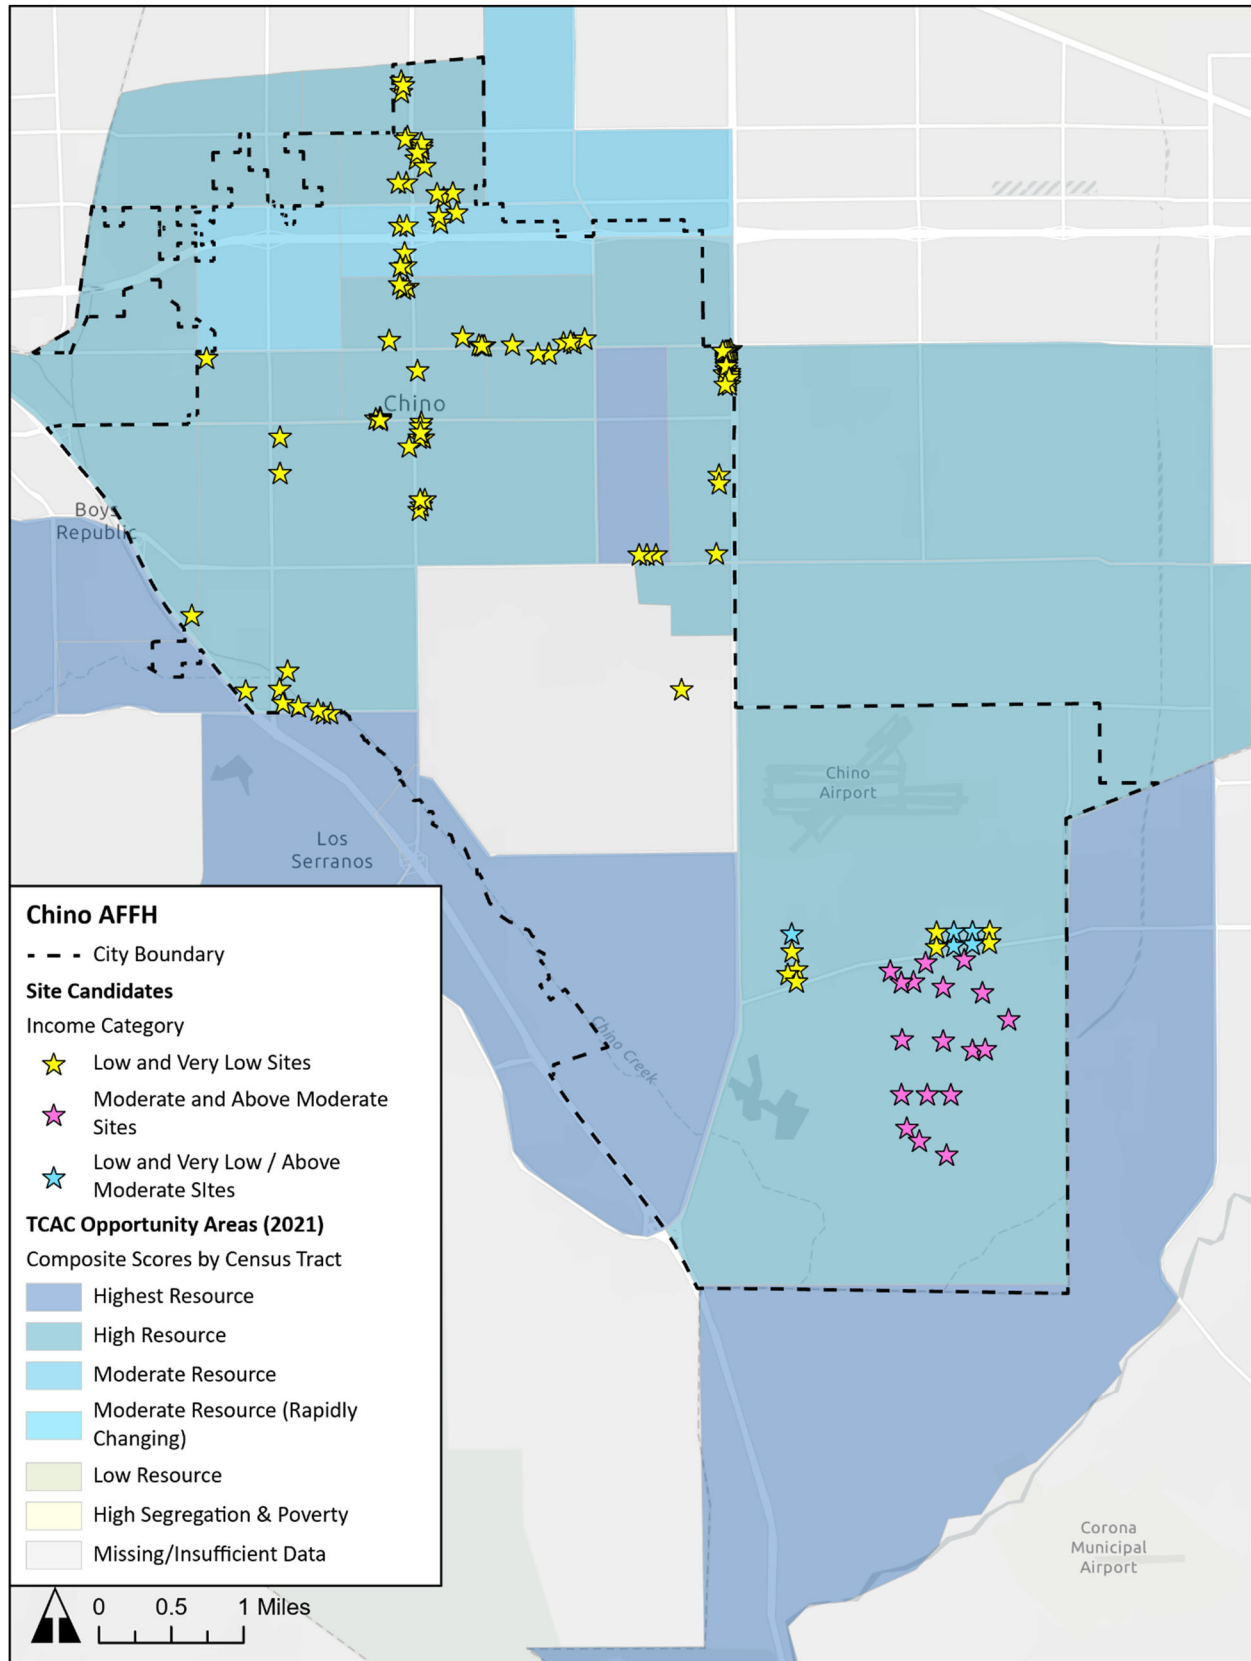 Chino
Boys
Republic
Chino
Airport
Los
Serranos
Chino Creek
Chino AFFH
City Boundary
Site Candidates
Income Category
Low and Very Low Sites
Moderate and Above Moderate
Sites
Low and Very Low / Above
Moderate SItes
TCAC Opportunity Areas (2021)
Composite Scores by Census Tract
Highest Resource
High Resource
Moderate Resource
Moderate Resource (Rapidly
Changing)
Low Resource
High Segregation & Poverty
Missing/Insufficient Data
Corona
Municipal
Airport
0 0.5 1 Miles